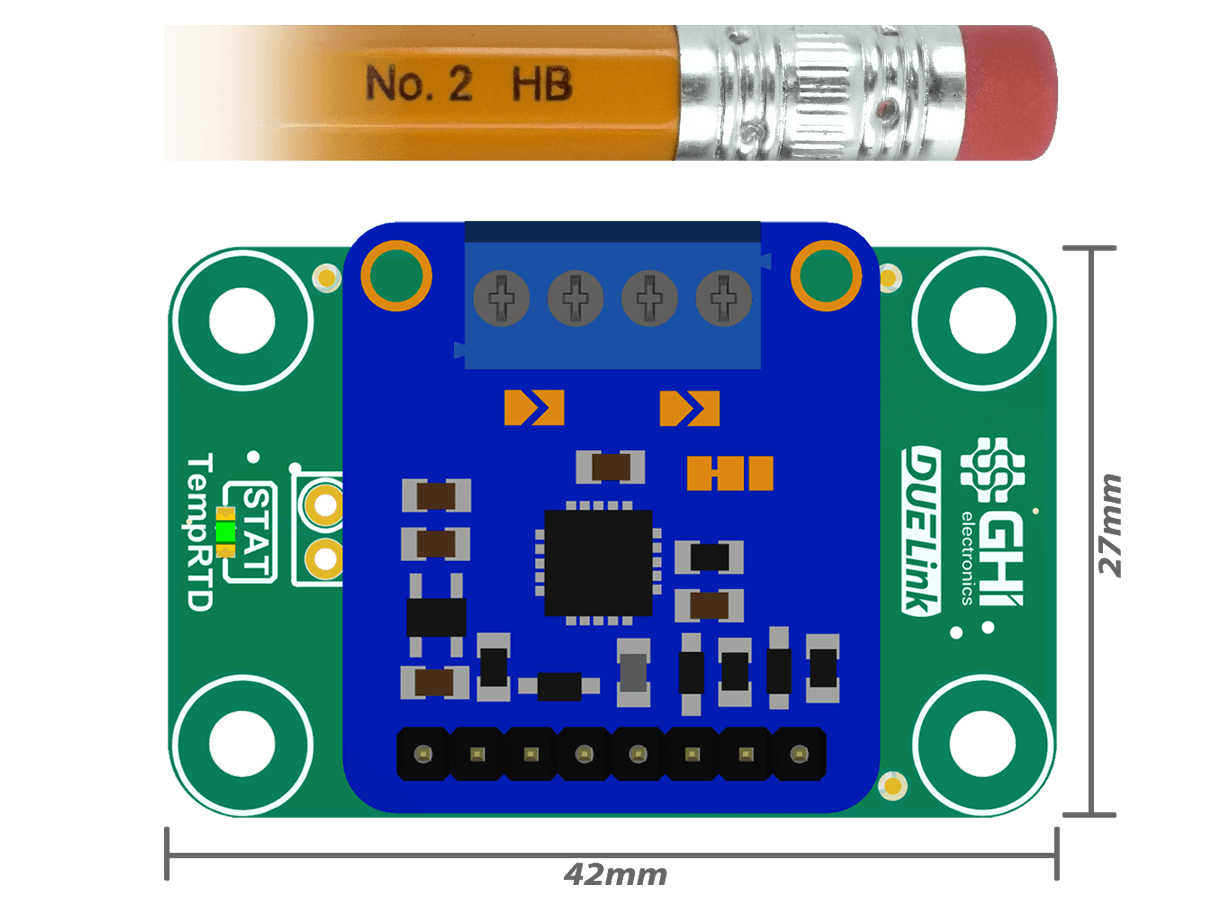 No. 2 HB
TempRTD
STAT
DUELink
GHI
electronics
27mm
42mm